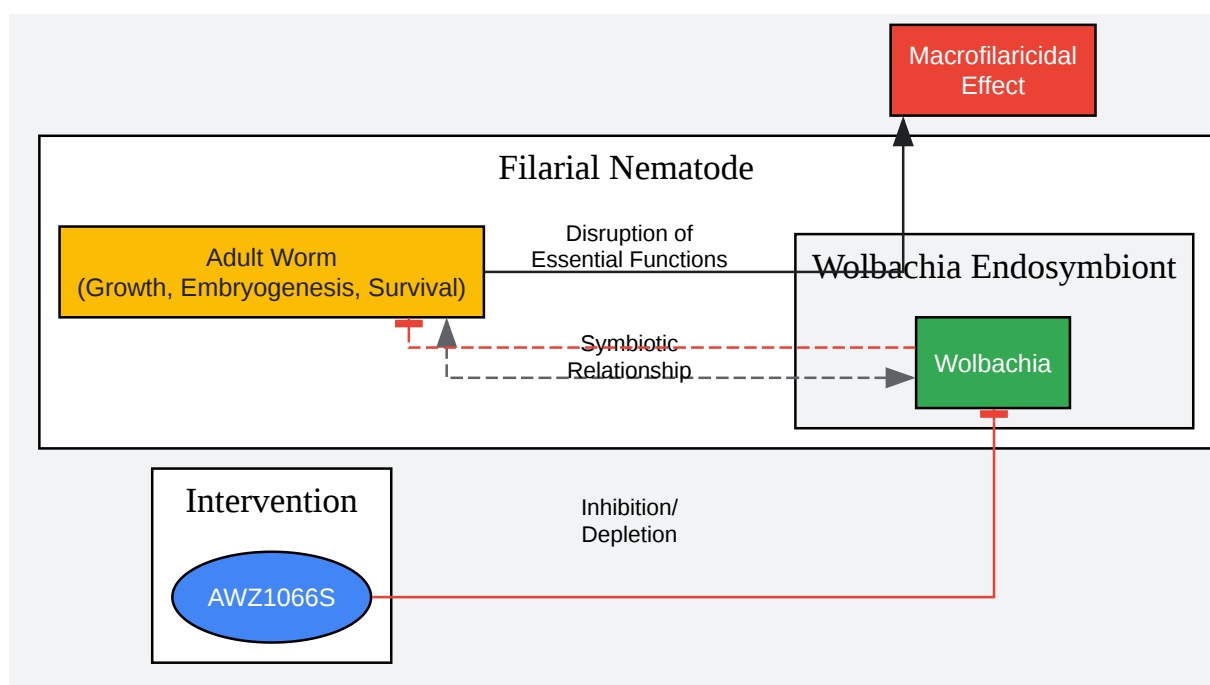 Macrofilaricidal
Effect
Filarial Nematode
Adult Worm
(Growth, Embryogenesis, Survival)
Disruption of
Essential Functions
Wolbachia Endosymbiont
Symbiotic
Relationship
Wolbachia
Intervention
AWZ1066S
Inhibition/
Depletion